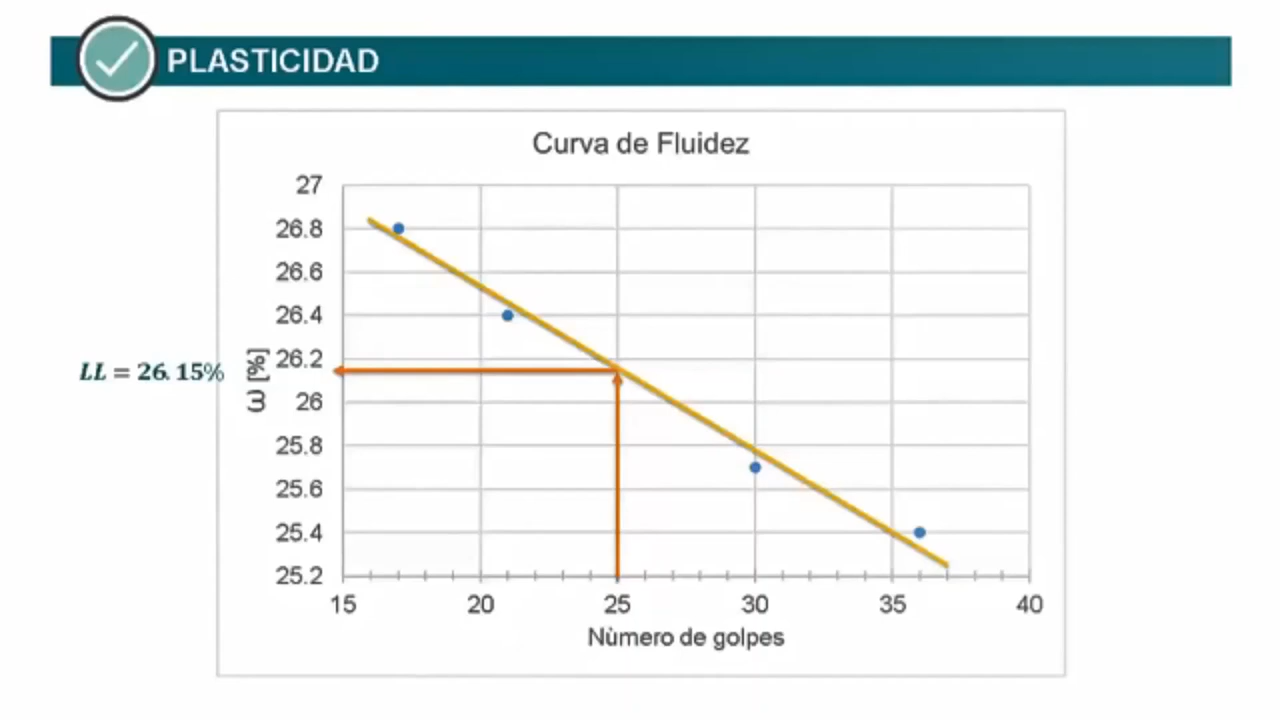 PLASTICIDAD
Curva de Fluidez
27
26.8
26.6
26.4
26.2
26
25.8
25.6
25.4
25.2
LL = 26.15%
ω [%]
15 20 25 30 35 40
Nùmero de golpes